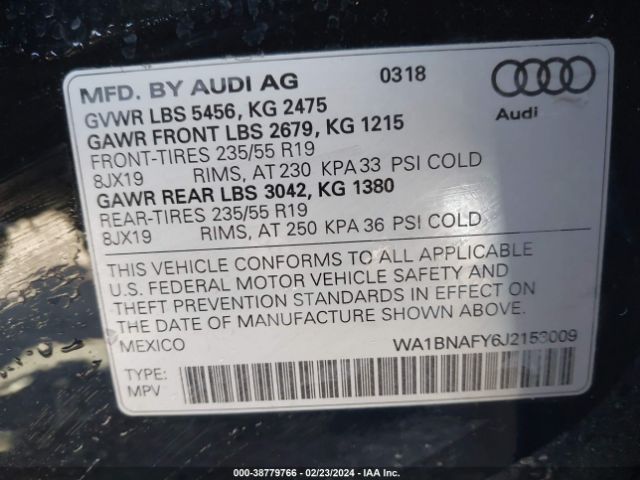 MFD. BY AUDI AG 0318
GVWR LBS 5456, KG 2475
GAWR FRONT LBS 2679, KG 1215
FRONT-TIRES 235/55 R19
8JX19 RIMS, AT 230 KPA 33 PSI COLD
GAWR REAR LBS 3042, KG 1380
REAR-TIRES 235/55 R19
8JX19 RIMS, AT 250 KPA 36 PSI COLD
Audi
THIS VEHICLE CONFORMS TO ALL APPLICABLE
U.S. FEDERAL MOTOR VEHICLE SAFETY AND
THEFT PREVENTION STANDARDS IN EFFECT ON
THE DATE OF MANUFACTURE SHOWN ABOVE.
MEXICO
TYPE:
MPV
000-38779766 - 02/23/2024 - IAA Inc.